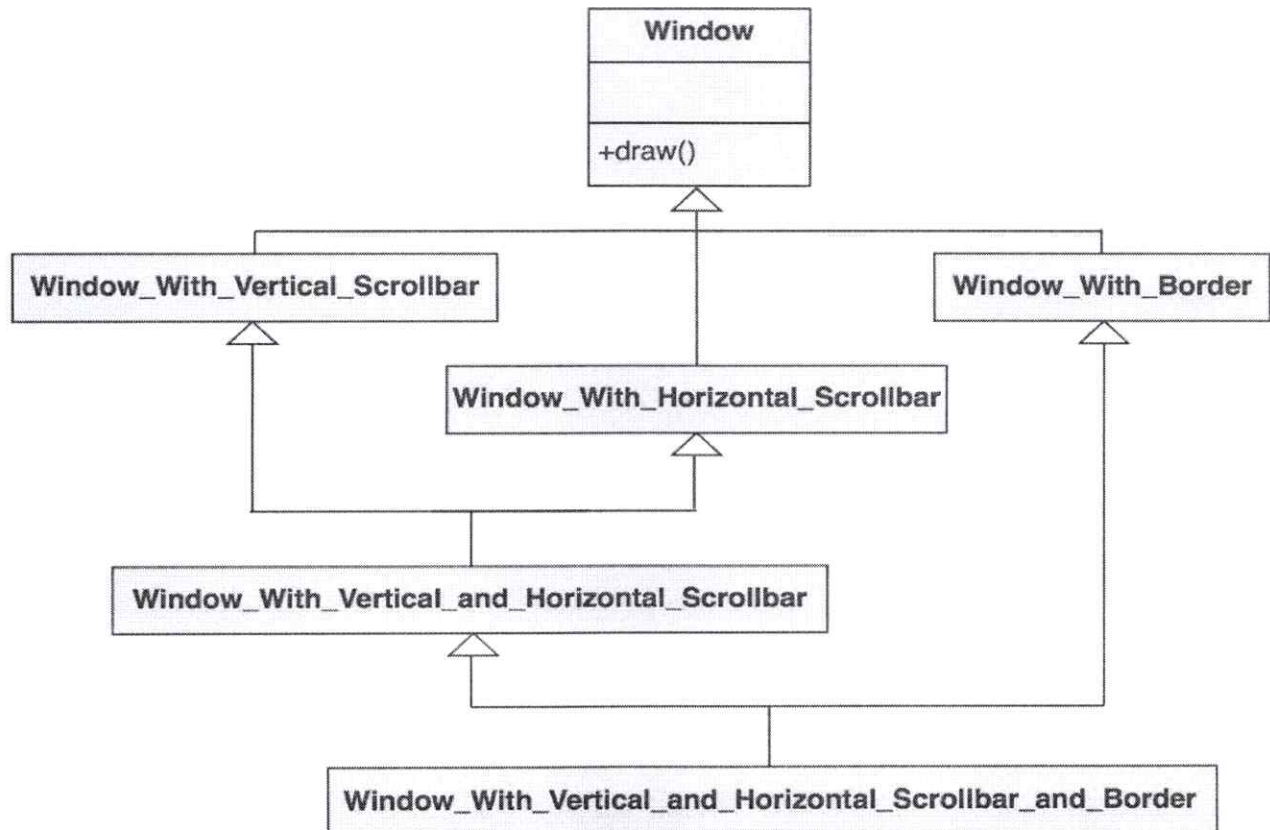 Window
+draw()
Window_With_Vertical_Scrollbar
Window_With_Border
Window_With_Horizontal_Scrollbar
Window_With_Vertical_and_Horizontal_Scrollbar
Window_With_Vertical_and_Horizontal_Scrollbar_and_Border